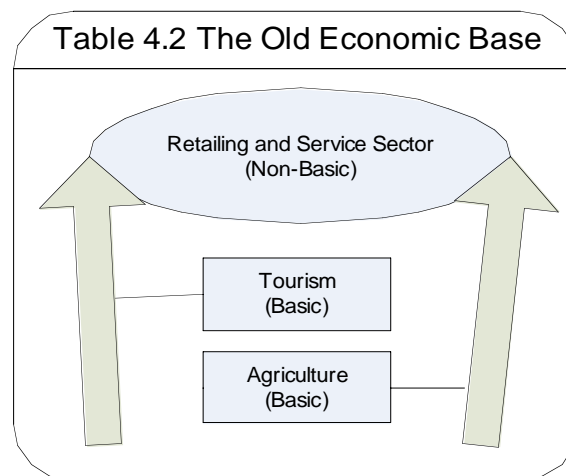 Table 4.2 The Old Economic Base
Retailing and Service Sector
(Non-Basic)
Tourism
(Basic)
Agriculture
(Basic)